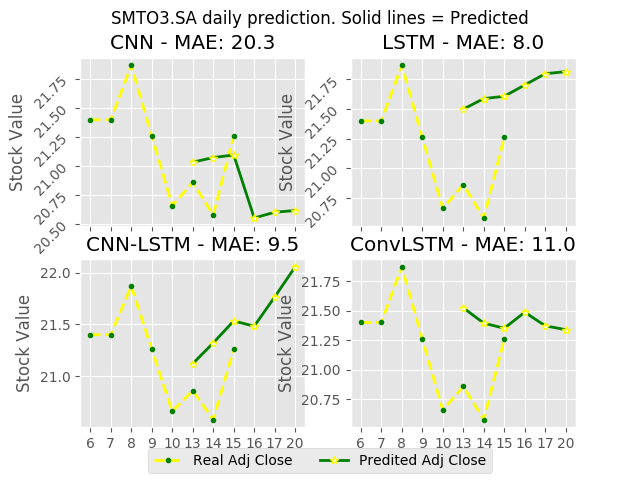 SMTO3.SA daily prediction. Solid lines = Predicted
CNN - MAE: 20.3
LSTM - MAE: 8.0
Stock Value
21.75
21.50
21.25
21.00
20.75
20.50
Stock Value
21.75
21.50
21.25
21.00
20.75
CNN-LSTM - MAE: 9.5
ConvLSTM - MAE: 11.0
Stock Value
22.0
21.5
21.0
Stock Value
21.75
21.50
21.25
21.00
20.75
6 7 8 9 10 13 14 15 16 17 20
6 7 8 9 10 13 14 15 16 17 20
Real Adj Close
Predited Adj Close